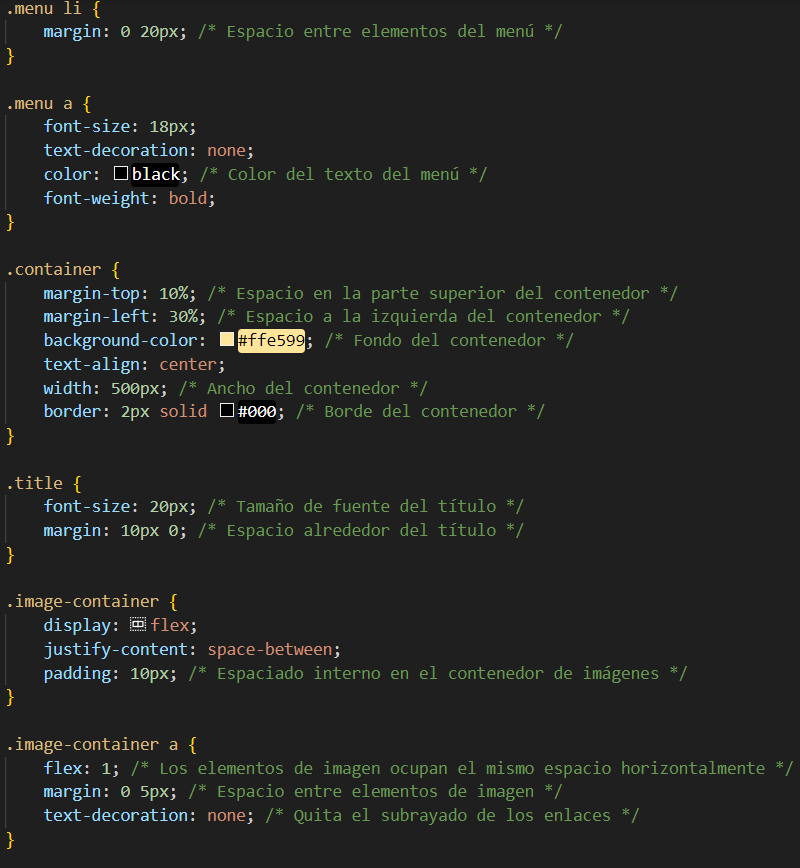 .menu li {
    margin: 0 20px; /* Espacio entre elementos del menú */
}

.menu a {
    font-size: 18px;
    text-decoration: none;
    color: black; /* Color del texto del menú */
    font-weight: bold;
}

.container {
    margin-top: 10%; /* Espacio en la parte superior del contenedor */
    margin-left: 30%; /* Espacio a la izquierda del contenedor */
    background-color: #ffe599; /* Fondo del contenedor */
    text-align: center;
    width: 500px; /* Ancho del contenedor */
    border: 2px solid #000; /* Borde del contenedor */
}

.title {
    font-size: 20px; /* Tamaño de fuente del título */
    margin: 10px 0; /* Espacio alrededor del título */
}

.image-container {
    display: flex;
    justify-content: space-between;
    padding: 10px; /* Espaciado interno en el contenedor de imágenes */
}

.image-container a {
    flex: 1; /* Los elementos de imagen ocupan el mismo espacio horizontalmente */
    margin: 0 5px; /* Espacio entre elementos de imagen */
    text-decoration: none; /* Quita el subrayado de los enlaces */
}